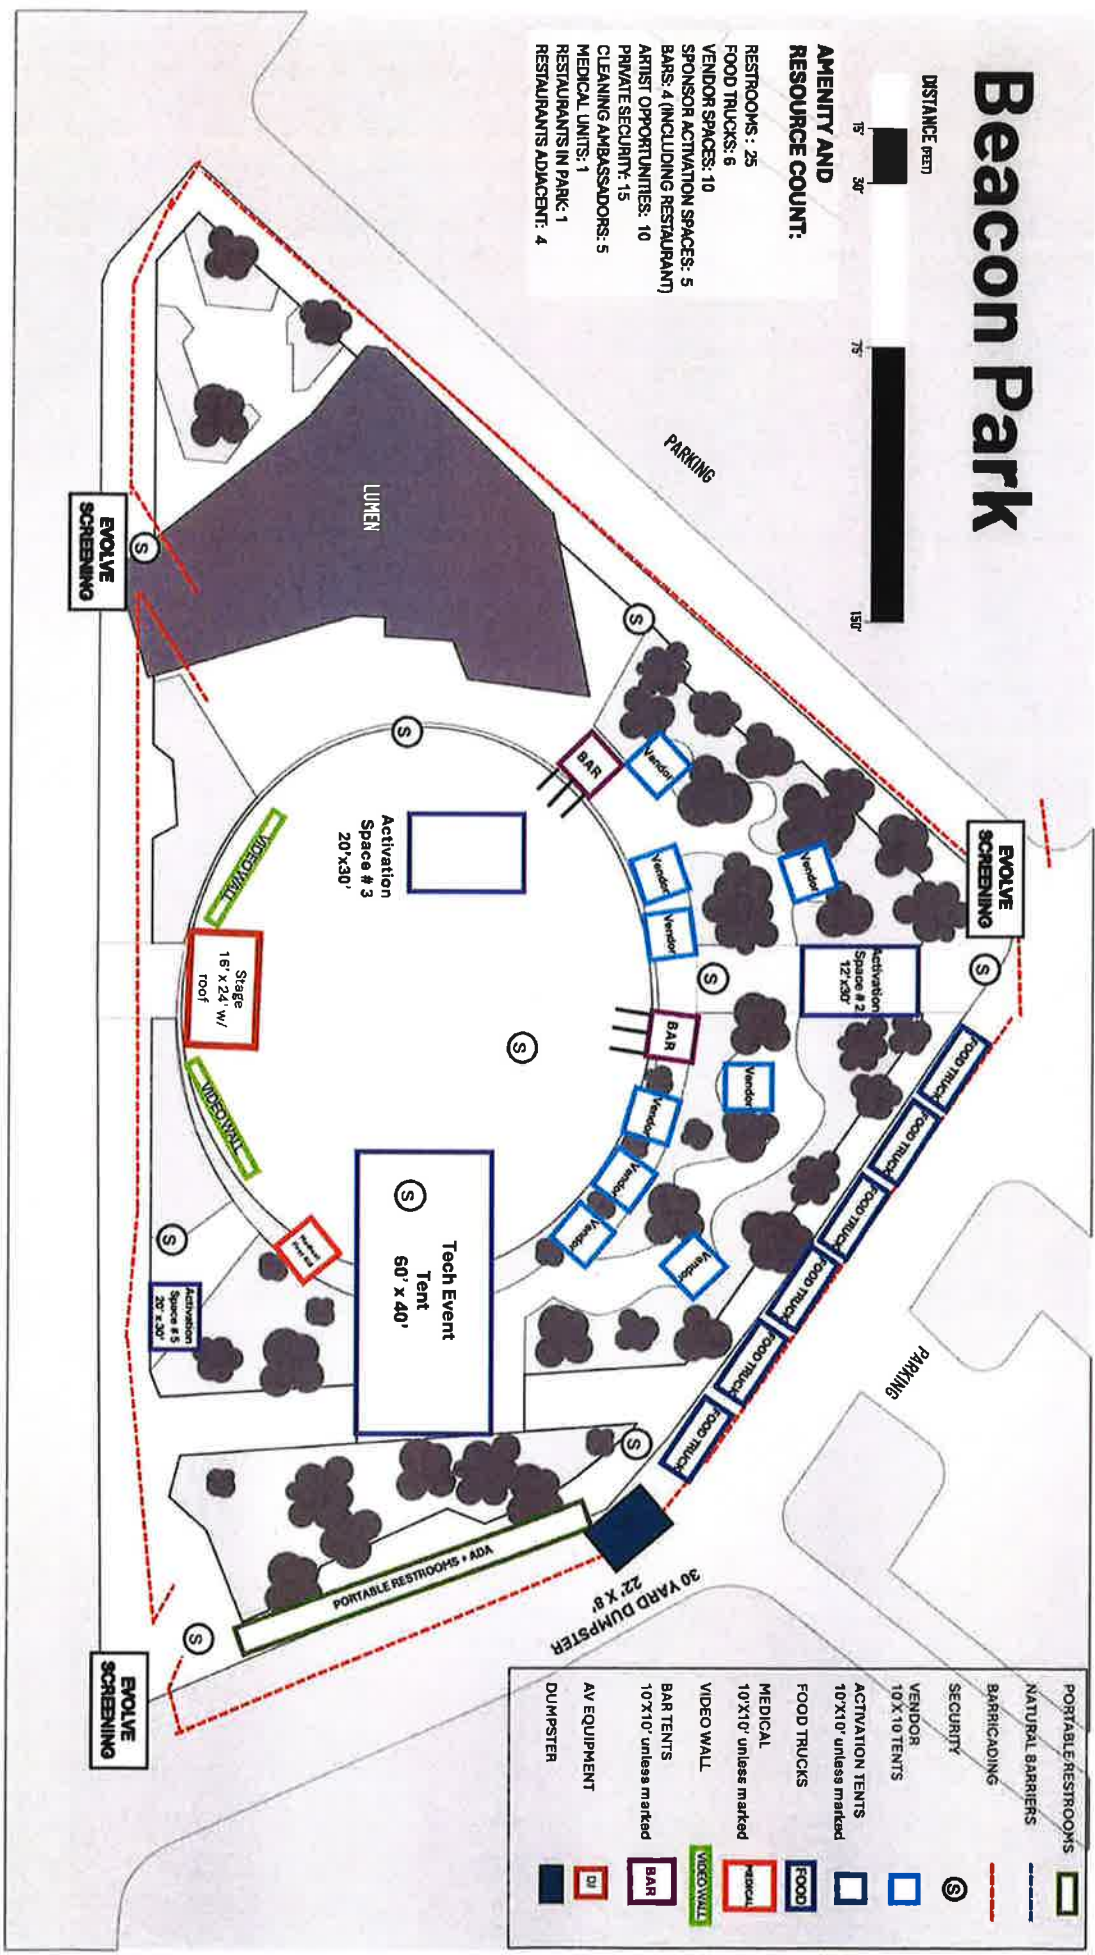 Beacon Park
DISTANCE (FEET)
15'
30'
75'
150'
AMENITY AND
RESOURCE COUNT:
RESTROOMS : 25
FOOD TRUCKS: 6
VENDOR SPACES: 10
SPONSOR ACTIVATION SPACES: 5
BARS: 4 (INCLUDING RESTAURANT)
ARTIST OPPORTUNITIES: 10
PRIVATE SECURITY: 15
CLEANING AMBASSADORS: 5
MEDICAL UNITS: 1
RESTAURANTS IN PARK: 1
RESTAURANTS ADJACENT: 4
PARKING
LUMEN
EVOLVE
SCREENING
S
S
S
EVOLVE
SCREENING
S
S
S
BAR
Vendor
Vendor
Vendor
Vendor
Activation
Space # 2
12'x30'
Activation
Space # 3
20'x30'
VIDEO WALL
Stage
16' x 24' w/
roof
VIDEO WALL
BAR
Vendor
Vendor
Vendor
Vendor
Vendor
FOOD TRUCK
FOOD TRUCK
FOOD TRUCK
FOOD TRUCK
FOOD TRUCK
FOOD TRUCK
PARKING
S
Tech Event
Tent
60' x 40'
S
Activation
Space # 5
20' x 30'
S
PORTABLE RESTROOMS + ADA
30 YARD DUMPSTER
22' X 8'
S
EVOLVE
SCREENING
PORTABLE RESTROOMS
NATURAL BARRIERS
BARRICADING
SECURITY
S
VENDOR
10'X10 TENTS
ACTIVATION TENTS
10'X10' unless marked
FOOD TRUCKS
FOOD
MEDICAL
10'X10' unless marked
MEDICAL
VIDEO WALL
VIDEO WALL
BAR TENTS
10'X10' unless marked
BAR
AV EQUIPMENT
DJ
DUMPSTER